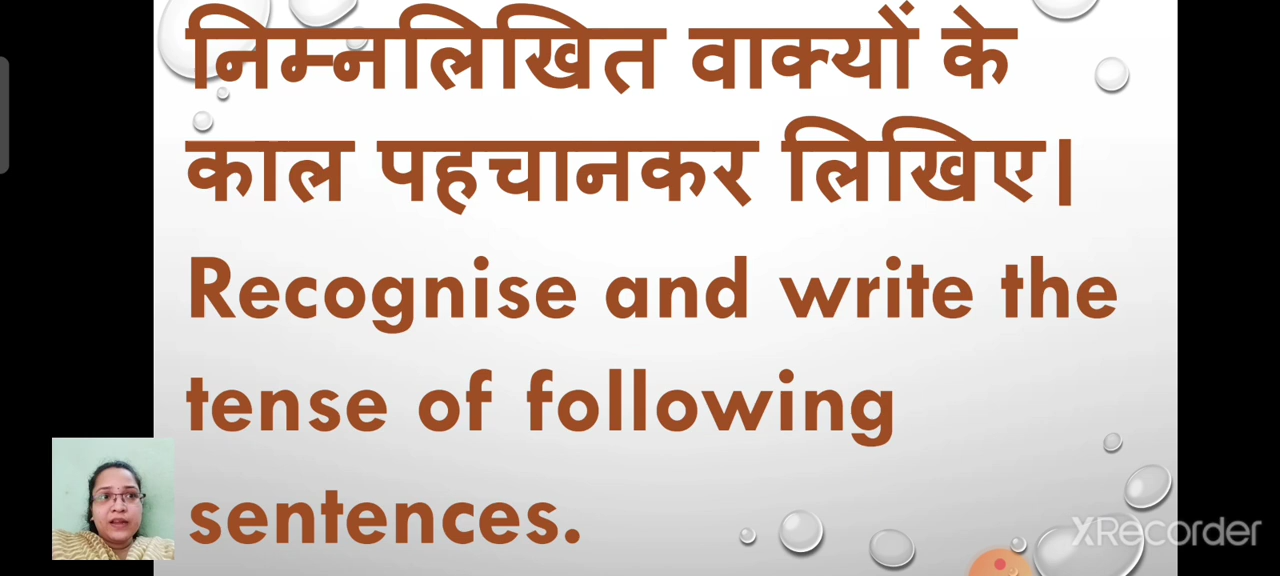 निम्नलिखित वाक्यों के
काल पहचानकर लिखिए।
Recognise and write the
tense of following
sentences.
XRecorder